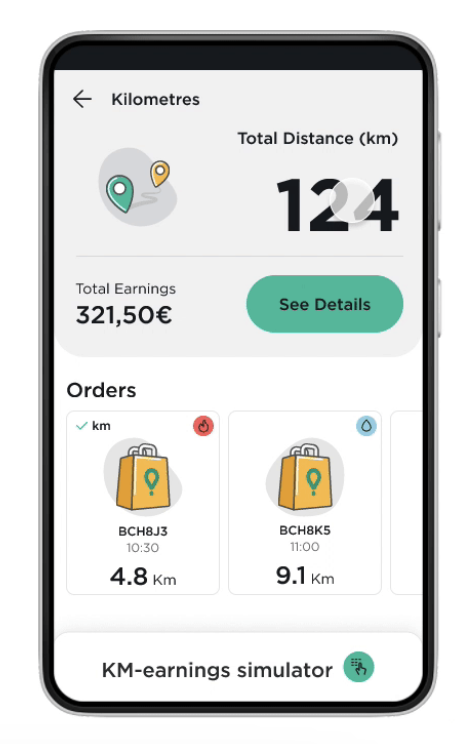 Kilometres
Total Distance (km)
124
Total Earnings
321,50€
See Details
Orders
km
BCH8J3
10:30
4.8 Km
BCH8K5
11:00
9.1 Km
KM-earnings simulator